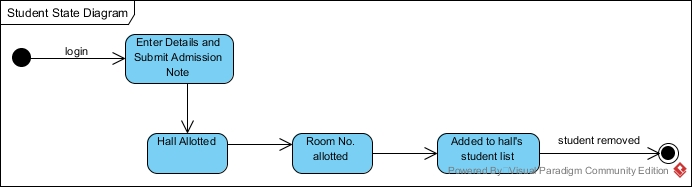 Student State Diagram
login
Enter Details and
Submit Admission
Note
Hall Allotted
Room No.
allotted
Added to hall's
student list
student removed
Powered By Visual Paradigm Community Edition